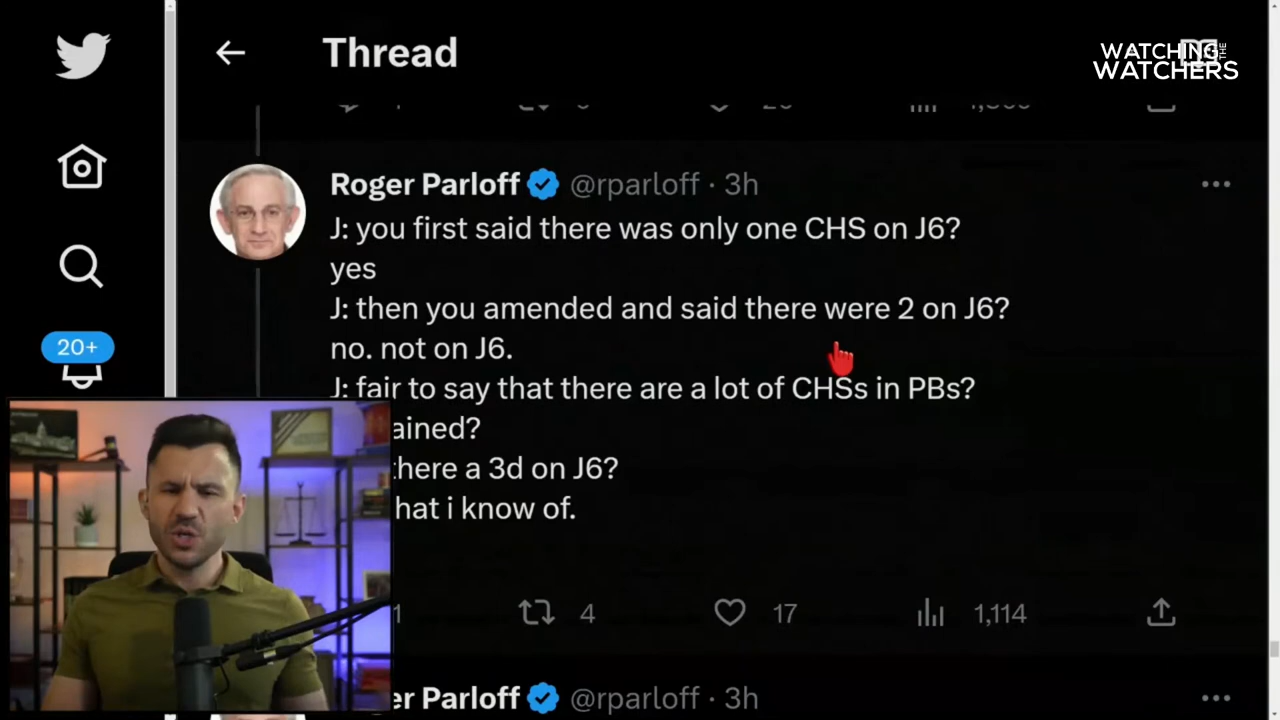 Thread
WATCHING THE
WATCHERS
Roger Parloff @rparloff · 3h
J: you first said there was only one CHS on J6?
yes
J: then you amended and said there were 2 on J6?
no. not on J6.
J: fair to say that there are a lot of CHSs in PBs?
ained?
there a 3d on J6?
hat i know of.
20+
1 4 17 1,114
er Parloff @rparloff · 3h